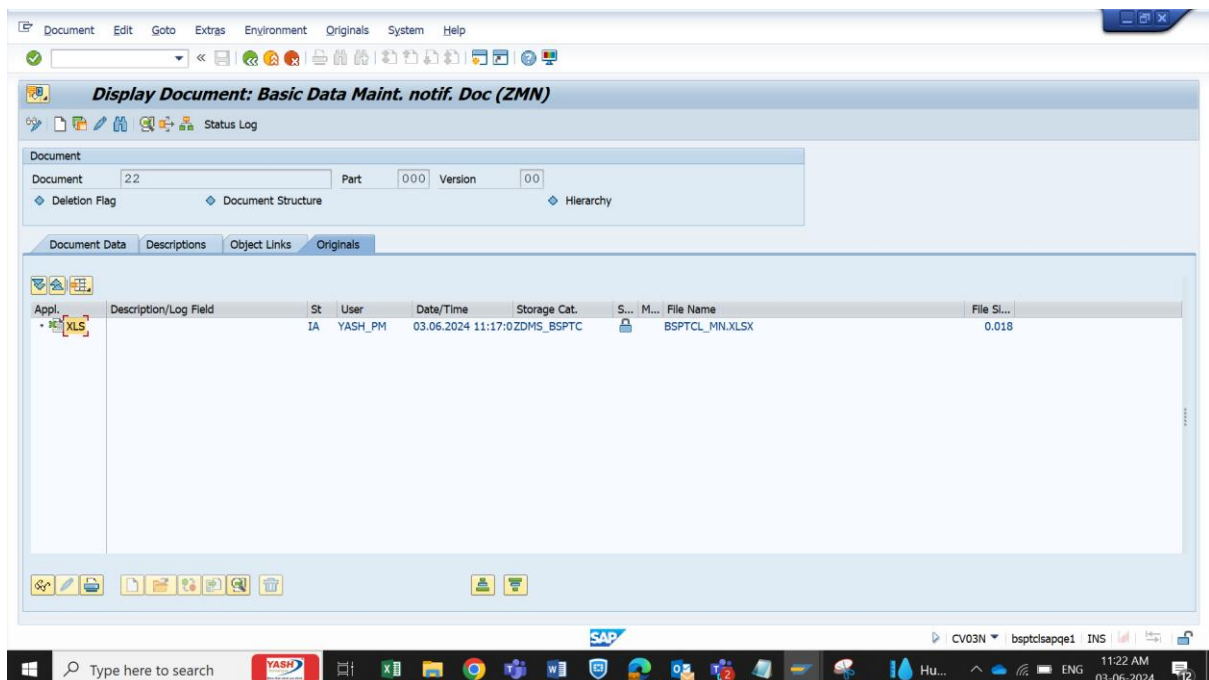 Document Edit Goto Extras Environment Originals System Help
Display Document: Basic Data Maint. notif. Doc (ZMN)
Status Log
Document
Document 22 Part 000 Version 00
Deletion Flag Document Structure Hierarchy
Document Data Descriptions Object Links Originals
Appl. Description/Log Field St User Date/Time Storage Cat. S... M... File Name File Si...
XLS IA YASH_PM 03.06.2024 11:17:0 ZDMS_BSPTC BSPTCL_MN.XLSX 0.018
SAP CV03N bsptclsapqe1 INS
Type here to search YASH Hu... ENG 11:22 AM
03-06-2024 12